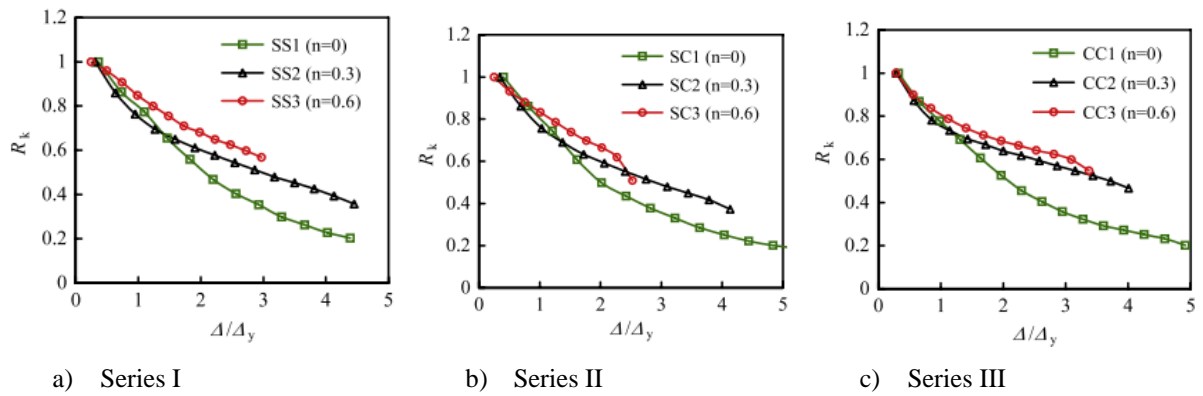 1.2
1
0.8
0.6
0.4
0.2
0
R_k
SS1 (n=0)
SS2 (n=0.3)
SS3 (n=0.6)
0 1 2 3 4 5
Δ/Δ_y
a) Series I
1.2
1
0.8
0.6
0.4
0.2
0
R_k
SC1 (n=0)
SC2 (n=0.3)
SC3 (n=0.6)
0 1 2 3 4 5
Δ/Δ_y
b) Series II
1.2
1
0.8
0.6
0.4
0.2
0
R_k
CC1 (n=0)
CC2 (n=0.3)
CC3 (n=0.6)
0 1 2 3 4 5
Δ/Δ_y
c) Series III